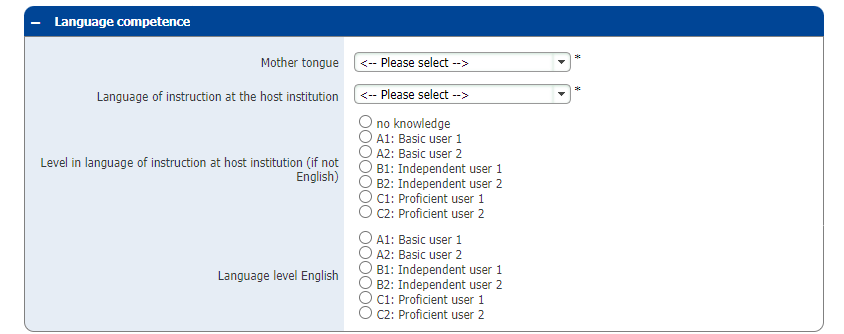 – Language competence
Mother tongue
<-- Please select --> *
Language of instruction at the host institution
<-- Please select --> *
Level in language of instruction at host institution (if not
English)
no knowledge
A1: Basic user 1
A2: Basic user 2
B1: Independent user 1
B2: Independent user 2
C1: Proficient user 1
C2: Proficient user 2
Language level English
A1: Basic user 1
A2: Basic user 2
B1: Independent user 1
B2: Independent user 2
C1: Proficient user 1
C2: Proficient user 2